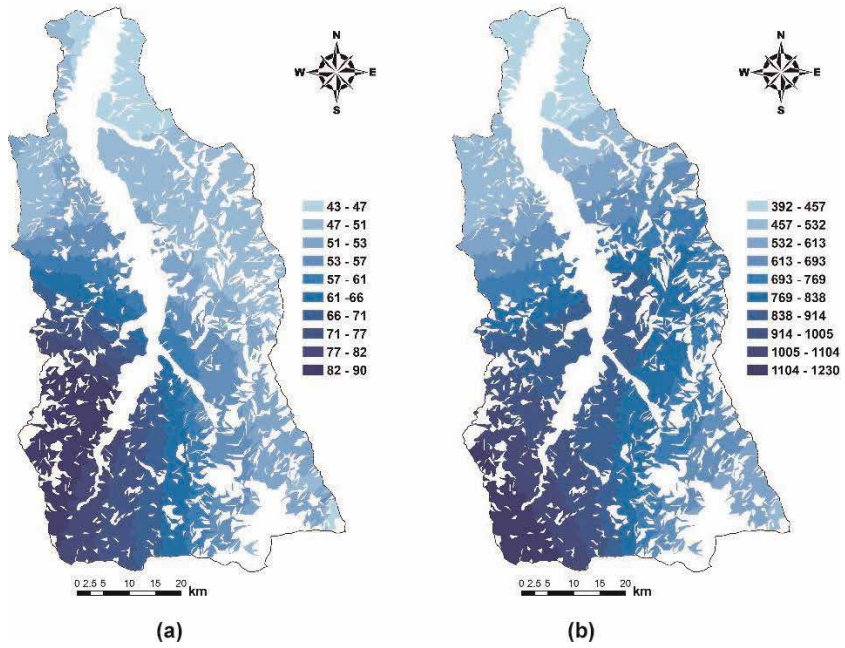 N
W E
S
43 - 47
47 - 51
51 - 53
53 - 57
57 - 61
61 -66
66 - 71
71 - 77
77 - 82
82 - 90
0 2.5 5 10 15 20
km
(a)
N
W E
S
392 - 457
457 - 532
532 - 613
613 - 693
693 - 769
769 - 838
838 - 914
914 - 1005
1005 - 1104
1104 - 1230
0 2.5 5 10 15 20
km
(b)